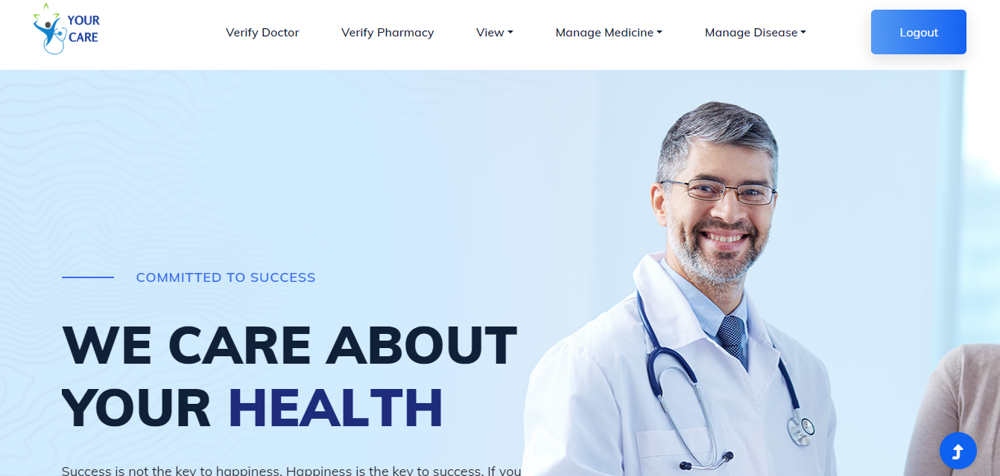 YOUR
CARE
Verify Doctor
Verify Pharmacy
View
Manage Medicine
Manage Disease
Logout
COMMITTED TO SUCCESS
WE CARE ABOUT
YOUR HEALTH
Success is not the key to happiness. Happiness is the key to success. If you